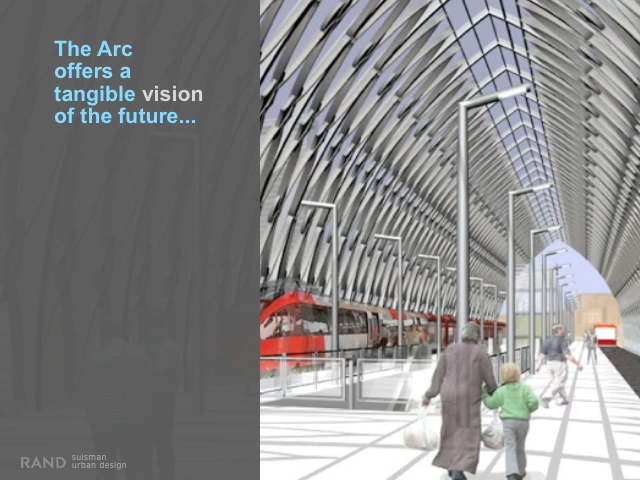 The Arc
offers a
tangible vision
of the future...
RAND
suisman
urban design